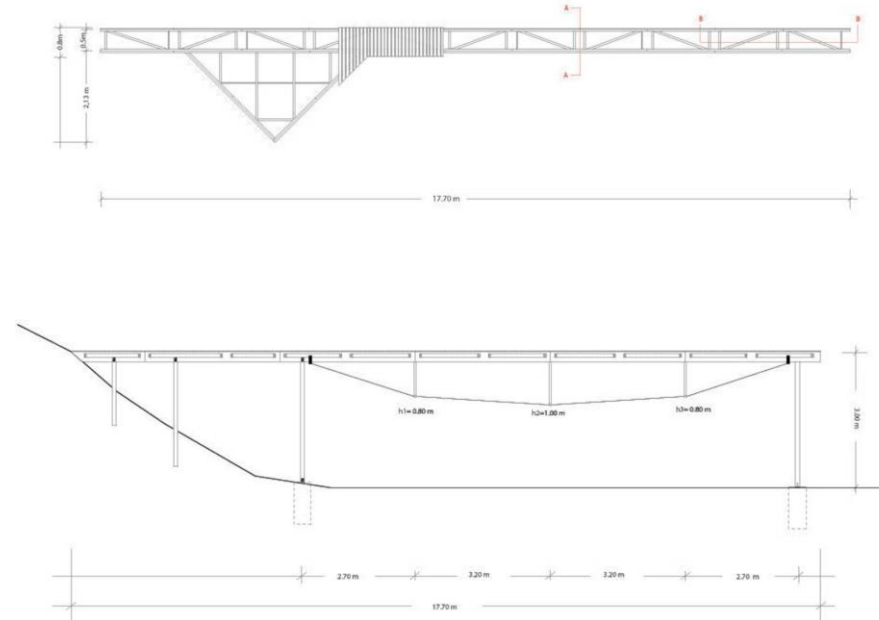 A
B
B
0.8m
0.5m
2,13 m
A
17.70 m
h1= 0.80 m
h2=1.00 m
h3= 0.80 m
3.00 m
2.70 m
3.20 m
3.20 m
2.70 m
17.70 m